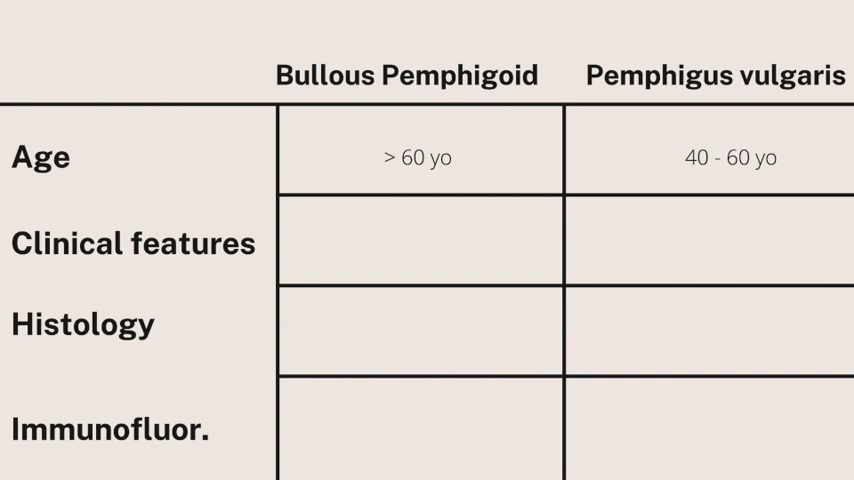 Bullous Pemphigoid Pemphigus vulgaris
Age > 60 yo 40 - 60 yo
Clinical features
Histology
Immunofluor.